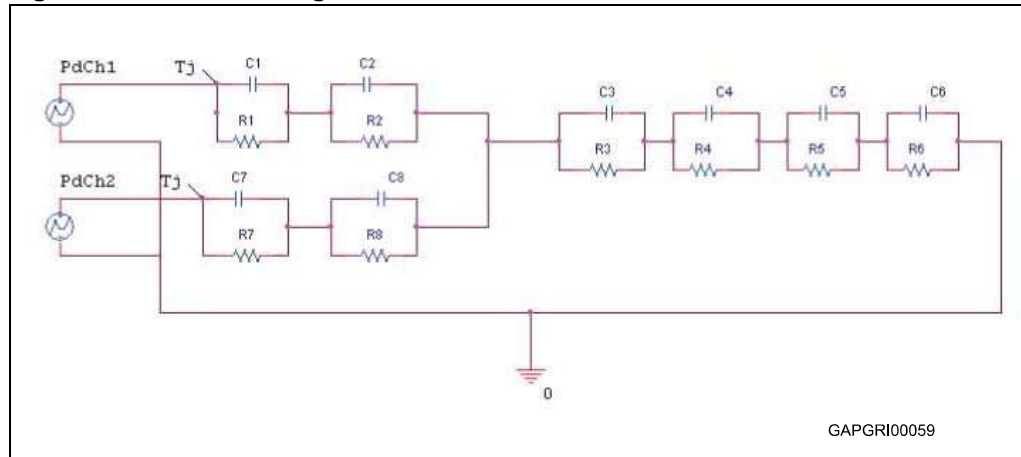 PdCh1
Tj
C1
C2
R1
R2
C3
C4
C5
C6
R3
R4
R5
R6
PdCh2
Tj
C7
C8
R7
R8
0
GAPGRI00059